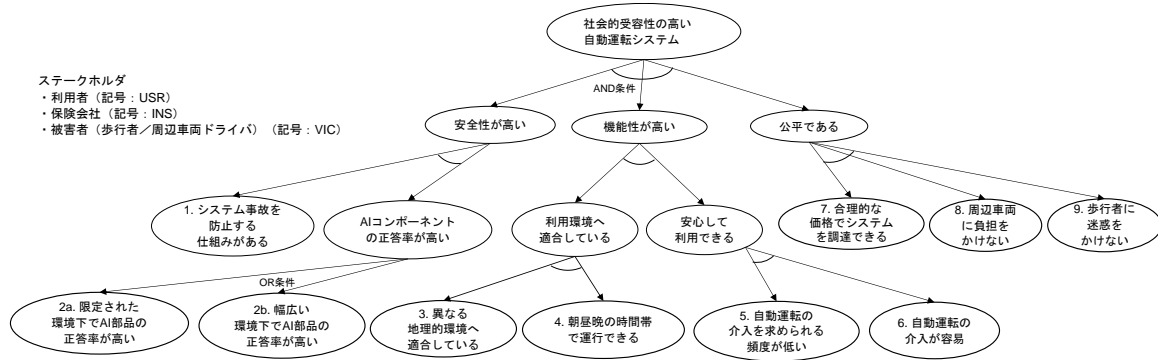 社会的受容性の高い
自動運転システム
ステークホルダ
・利用者（記号：USR）
・保険会社（記号：INS）
・被害者（歩行者／周辺車両ドライバ）（記号：VIC）
AND条件
安全性が高い
機能性が高い
公平である
1. システム事故を
防止する
仕組みがある
AIコンポーネント
の正答率が高い
利用環境へ
適合している
安心して
利用できる
7. 合理的な
価格でシステム
を調達できる
8. 周辺車両
に負担を
かけない
9. 歩行者に
迷惑を
かけない
OR条件
2a. 限定された
環境下でAI部品の
正答率が高い
2b. 幅広い
環境下でAI部品の
正答率が高い
3. 異なる
地理的環境へ
適合している
4. 朝昼晩の時間帯
で運行できる
5. 自動運転の
介入を求められる
頻度が低い
6. 自動運転の
介入が容易